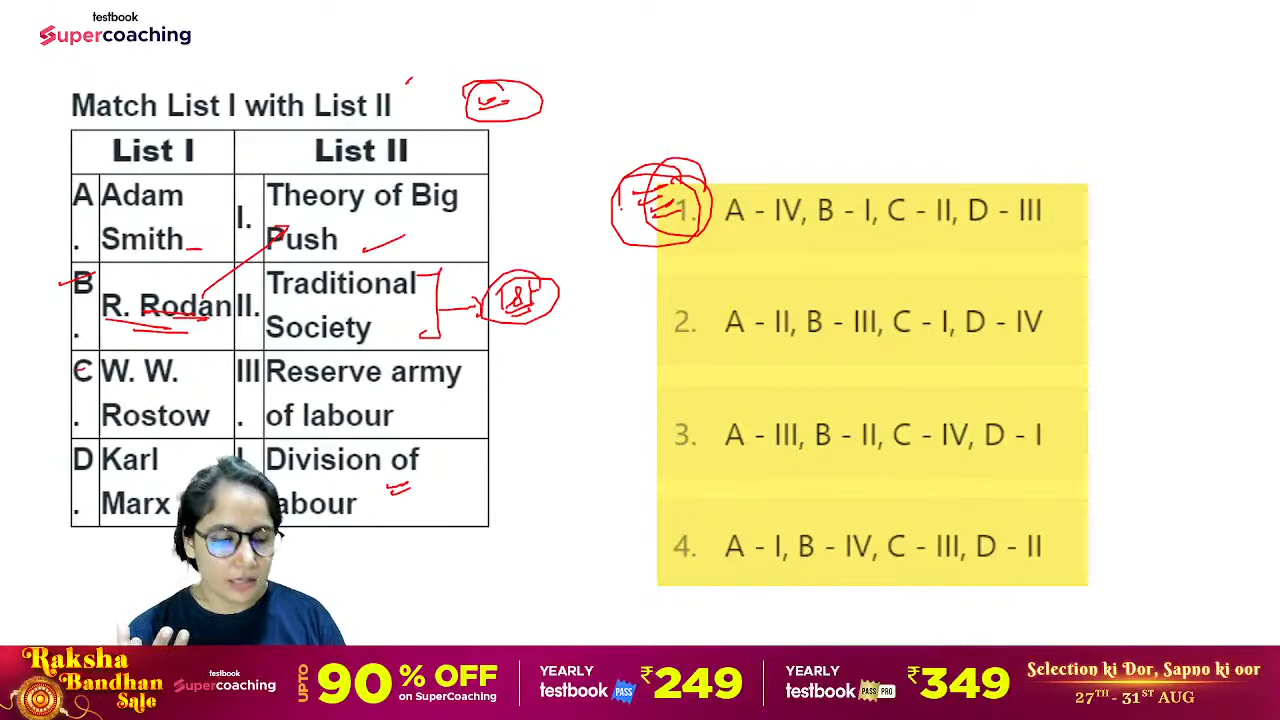 testbook
Supercoaching
Match List I with List II
List I List II
A Adam I. Theory of Big
. Smith Push
B R. Rodan II. Traditional
. Society
C W. W. III Reserve army
. Rostow . of labour
D Karl Division of
. Marx labour
1. A - IV, B - I, C - II, D - III
2. A - II, B - III, C - I, D - IV
3. A - III, B - II, C - IV, D - I
4. A - I, B - IV, C - III, D - II
Raksha
Bandhan
Sale
testbook
Supercoaching
UPTO 90% OFF
on SuperCoaching
YEARLY
testbook PASS
₹249
YEARLY
testbook PASS PRO
₹349
Selection ki Dor, Sapno ki oor
27TH - 31ST AUG